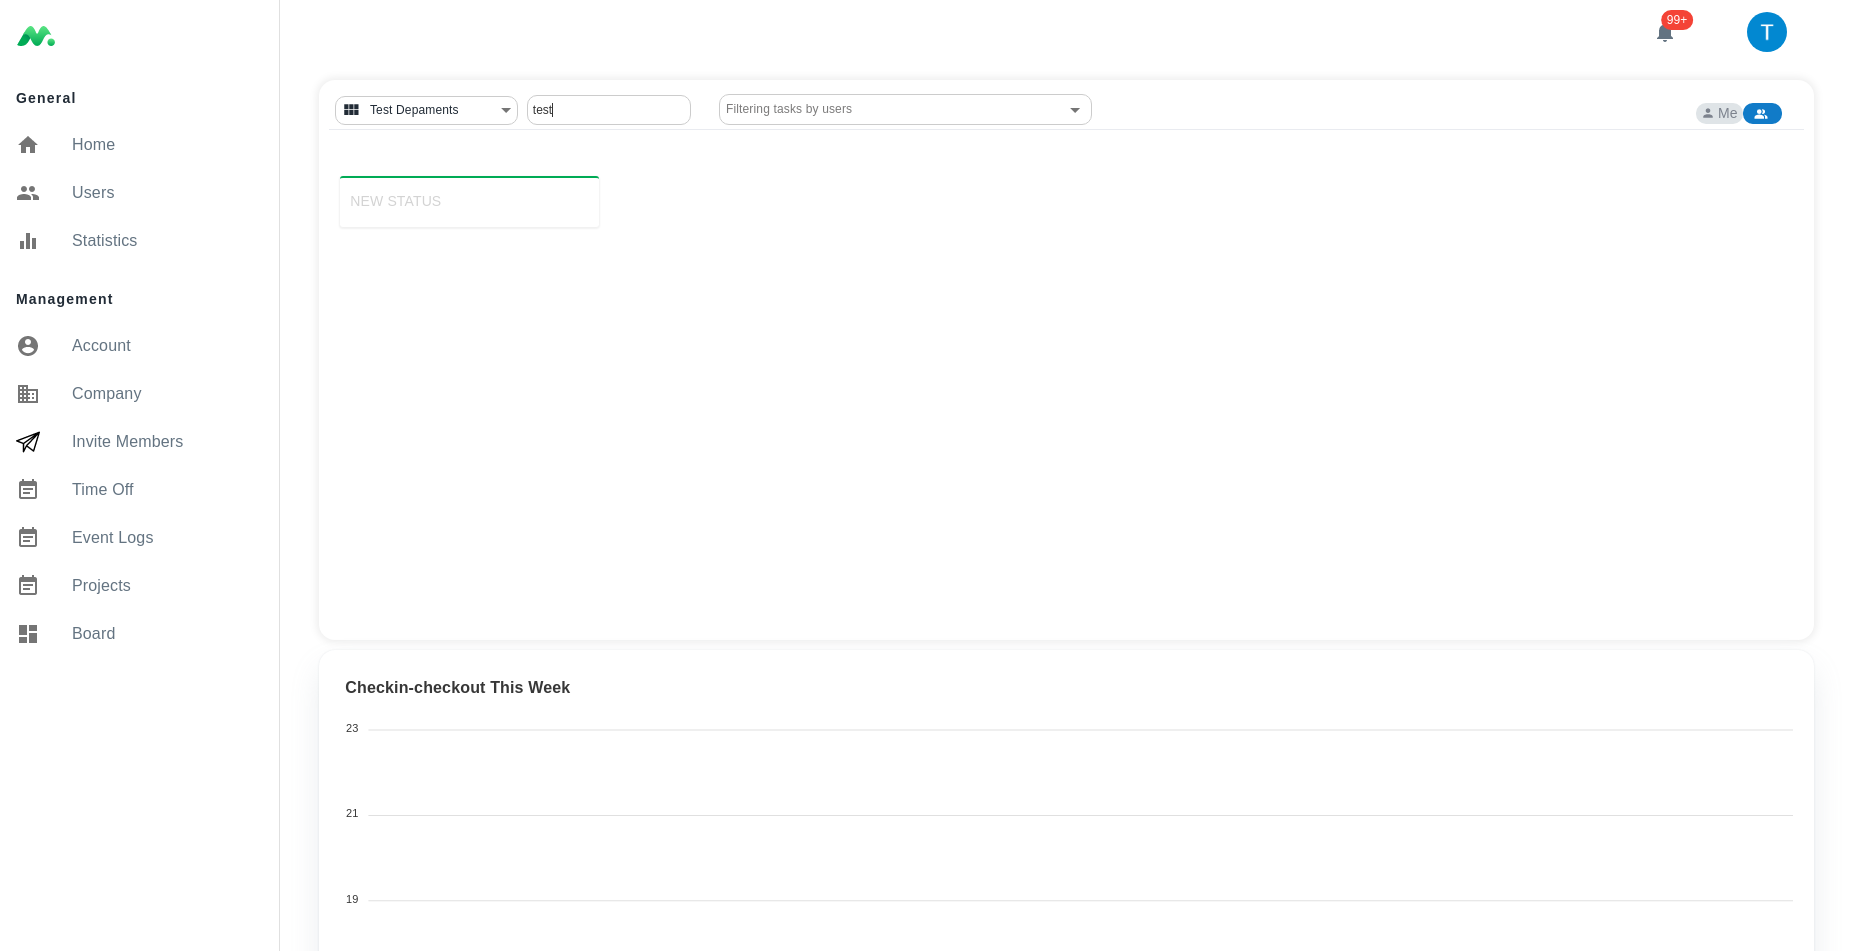 99+
T
General
Home
Users
Statistics
Management
Account
Company
Invite Members
Time Off
Event Logs
Projects
Board
Test Depaments
test
Filtering tasks by users
Me
NEW STATUS
Checkin-checkout This Week
23
21
19